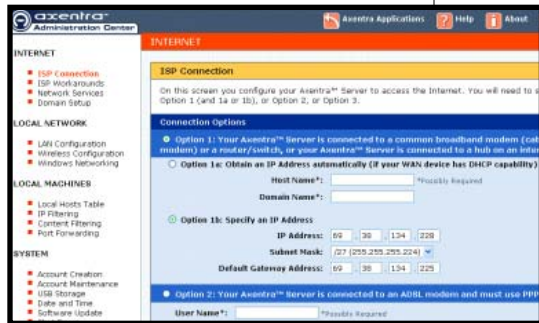 axentra
Administration Center
Axentra Applications
Help
About
INTERNET
INTERNET
ISP Connection
ISP Workarounds
Network Services
Domain Setup
LOCAL NETWORK
LAN Configuration
Wireless Configuration
Windows Networking
LOCAL MACHINES
Local Hosts Table
IP Filtering
Content Filtering
Port Forwarding
SYSTEM
Account Creation
Account Maintenance
USB Storage
Date and Time
Software Update
ISP Connection
On this screen you configure your Axentra™ Server to access the Internet. You will need to
Option 1 (and 1a or 1b), or Option 2, or Option 3.
Connection Options
Option 1: Your Axentra™ Server is connected to a common broadband modem (cab
modem) or a router/switch, or your Axentra™ Server is connected to a hub on an inter
Option 1a: Obtain an IP Address automatically (if your WAN device has DHCP capability)
Host Name*: *Possibly Required
Domain Name*:
Option 1b: Specify an IP Address
IP Address: 69 . 38 . 134 . 228
Subnet Mask: /27 (255.255.255.224)
Default Gateway Address: 69 . 38 . 134 . 225
Option 2: Your Axentra™ Server is connected to an ADSL modem and must use PPP
User Name*: *Possibly Required